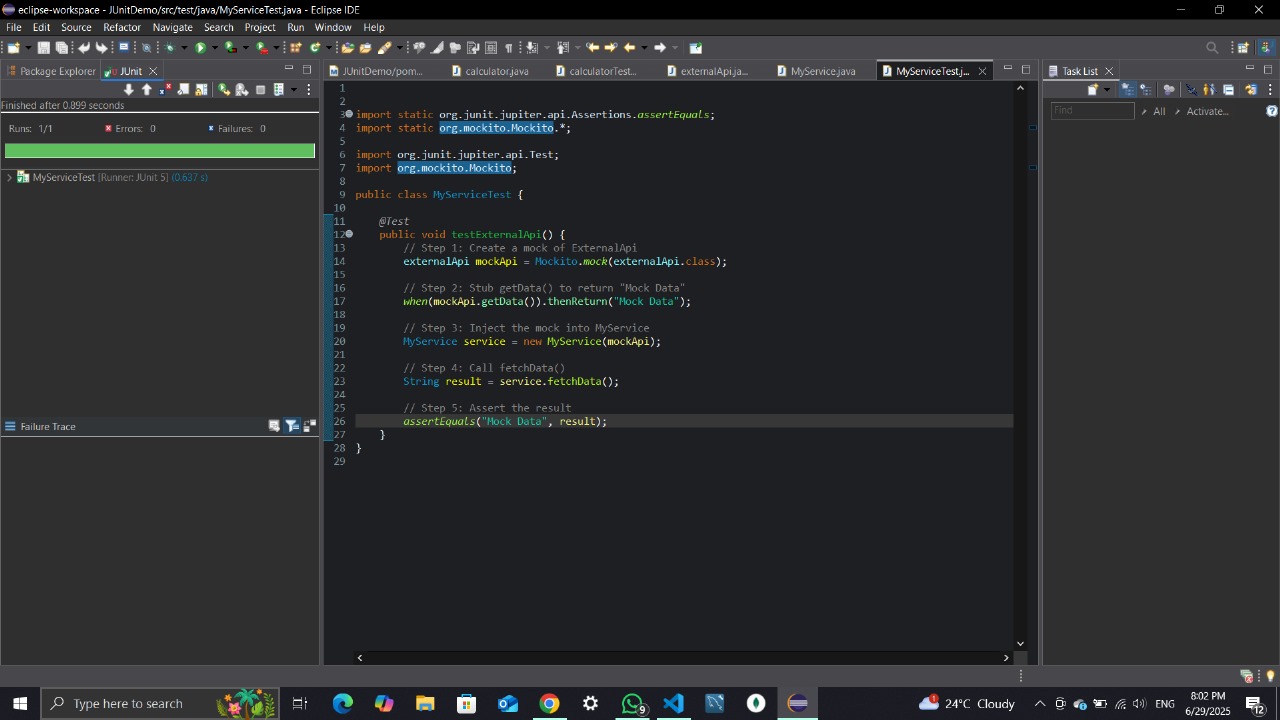 eclipse-workspace - JUnitDemo/src/test/java/MyServiceTest.java - Eclipse IDE
File Edit Source Refactor Navigate Search Project Run Window Help
Package Explorer
JUnit
JUnitDemo/pom...
calculator.java
calculatorTest...
externalApi.ja...
MyService.java
MyServiceTest.j...
Task List
Finished after 0.899 seconds
Runs: 1/1 Errors: 0 Failures: 0
MyServiceTest [Runner: JUnit 5] (0.637 s)
Failure Trace
1
2
3 import static org.junit.jupiter.api.Assertions.assertEquals;
4 import static org.mockito.Mockito.*;
5
6 import org.junit.jupiter.api.Test;
7 import org.mockito.Mockito;
8
9 public class MyServiceTest {
10
11 @Test
12 public void testExternalApi() {
13 // Step 1: Create a mock of ExternalApi
14 externalApi mockApi = Mockito.mock(externalApi.class);
15
16 // Step 2: Stub getData() to return "Mock Data"
17 when(mockApi.getData()).thenReturn("Mock Data");
18
19 // Step 3: Inject the mock into MyService
20 MyService service = new MyService(mockApi);
21
22 // Step 4: Call fetchData()
23 String result = service.fetchData();
24
25 // Step 5: Assert the result
26 assertEquals("Mock Data", result);
27 }
28 }
29
Find All Activate...
Type here to search
9
1
24°C Cloudy
ENG
8:02 PM
6/29/2025
12